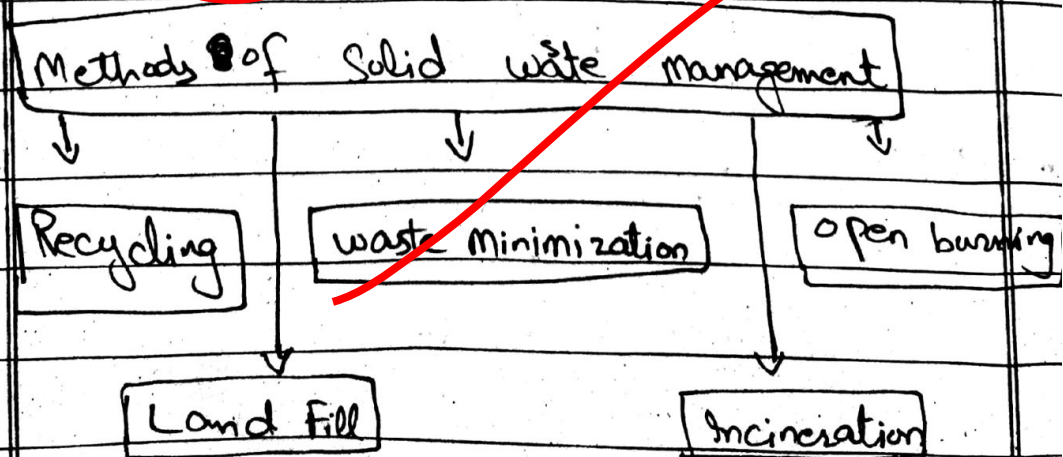 Methods of Solid waste management
Recycling
waste minimization
open burning
Land Fill
Incineration